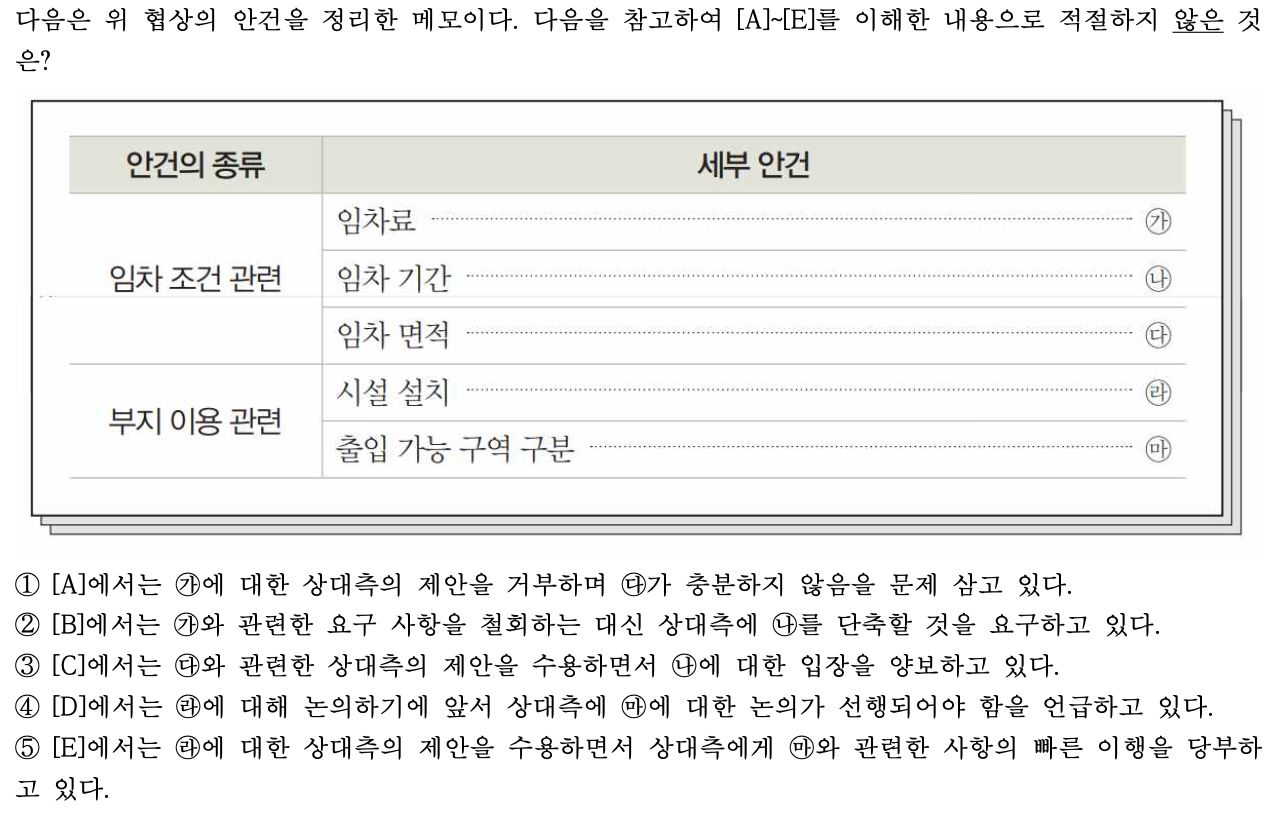 다음은 위 협상의 안건을 정리한 메모이다. 다음을 참고하여 [A]~[E]를 이해한 내용으로 적절하지 않은 것
은?
안건의 종류 세부 안건
임차 조건 관련
임차료 ㉮
임차 기간 ㉯
임차 면적 ㉰
부지 이용 관련
시설 설치 ㉱
출입 가능 구역 구분 ㉲
① [A]에서는 ㉮에 대한 상대측의 제안을 거부하며 ㉰가 충분하지 않음을 문제 삼고 있다.
② [B]에서는 ㉮와 관련한 요구 사항을 철회하는 대신 상대측에 ㉯를 단축할 것을 요구하고 있다.
③ [C]에서는 ㉰와 관련한 상대측의 제안을 수용하면서 ㉯에 대한 입장을 양보하고 있다.
④ [D]에서는 ㉱에 대해 논의하기에 앞서 상대측에 ㉲에 대한 논의가 선행되어야 함을 언급하고 있다.
⑤ [E]에서는 ㉱에 대한 상대측의 제안을 수용하면서 상대측에게 ㉲와 관련한 사항의 빠른 이행을 당부하
고 있다.